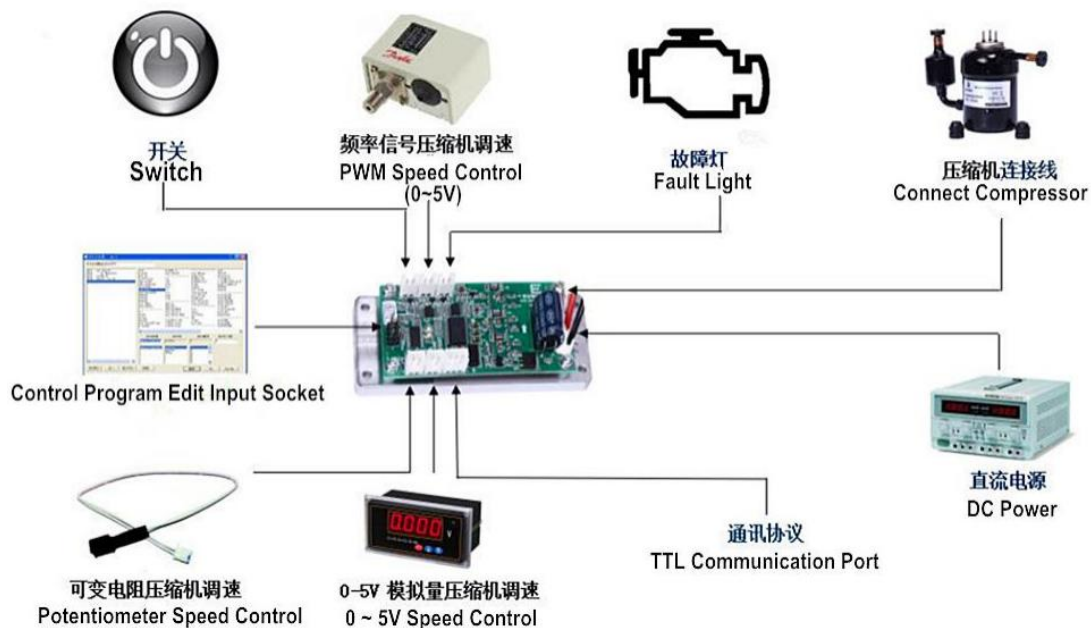 开关
Switch
频率信号压缩机调速
PWM Speed Control
(0~5V)
故障灯
Fault Light
压缩机连接线
Connect Compressor
Control Program Edit Input Socket
直流电源
DC Power
可变电阻压缩机调速
Potentiometer Speed Control
0.000
V
0-5V 模拟量压缩机调速
0 ~ 5V Speed Control
通讯协议
TTL Communication Port